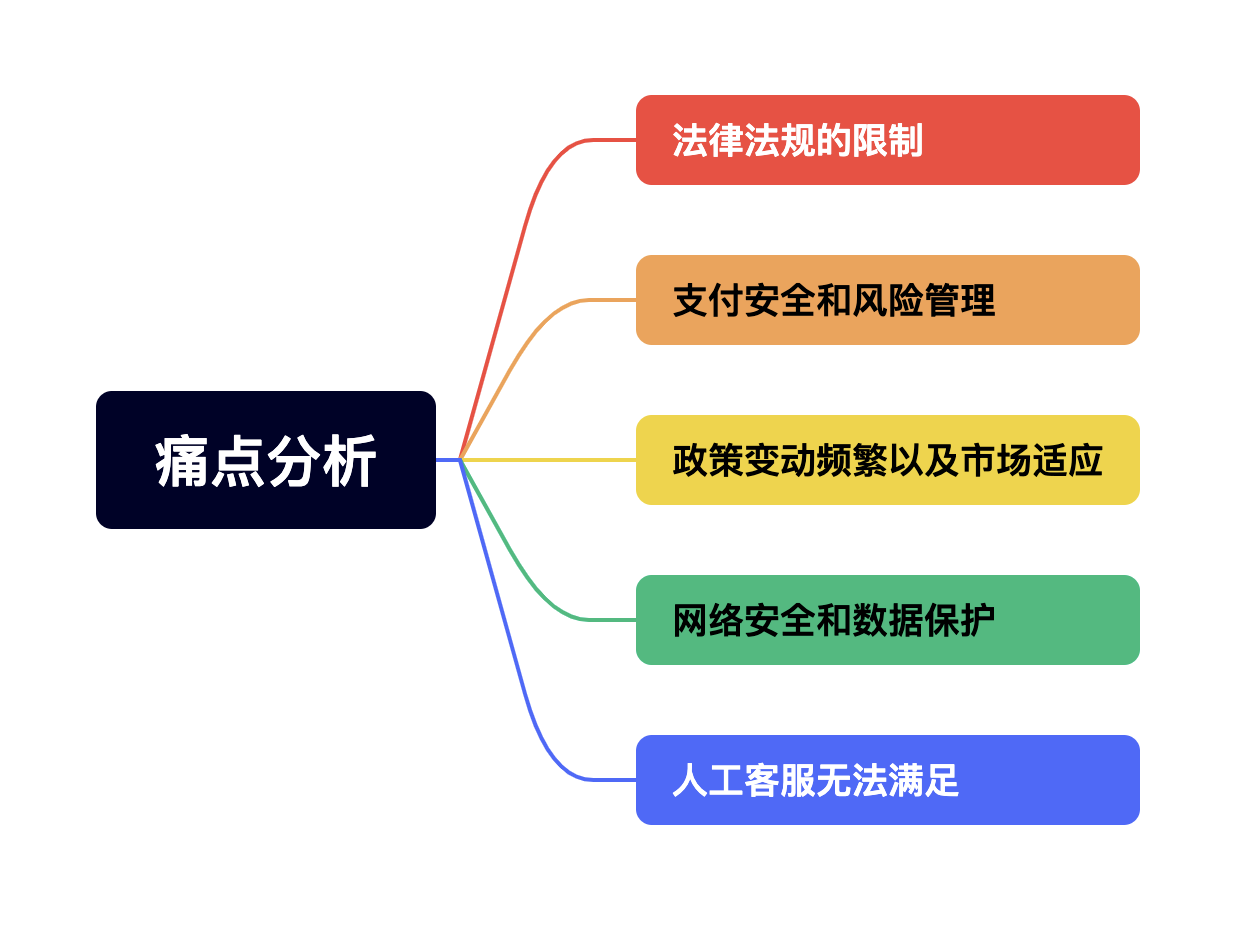 痛点分析
法律法规的限制
支付安全和风险管理
政策变动频繁以及市场适应
网络安全和数据保护
人工客服无法满足